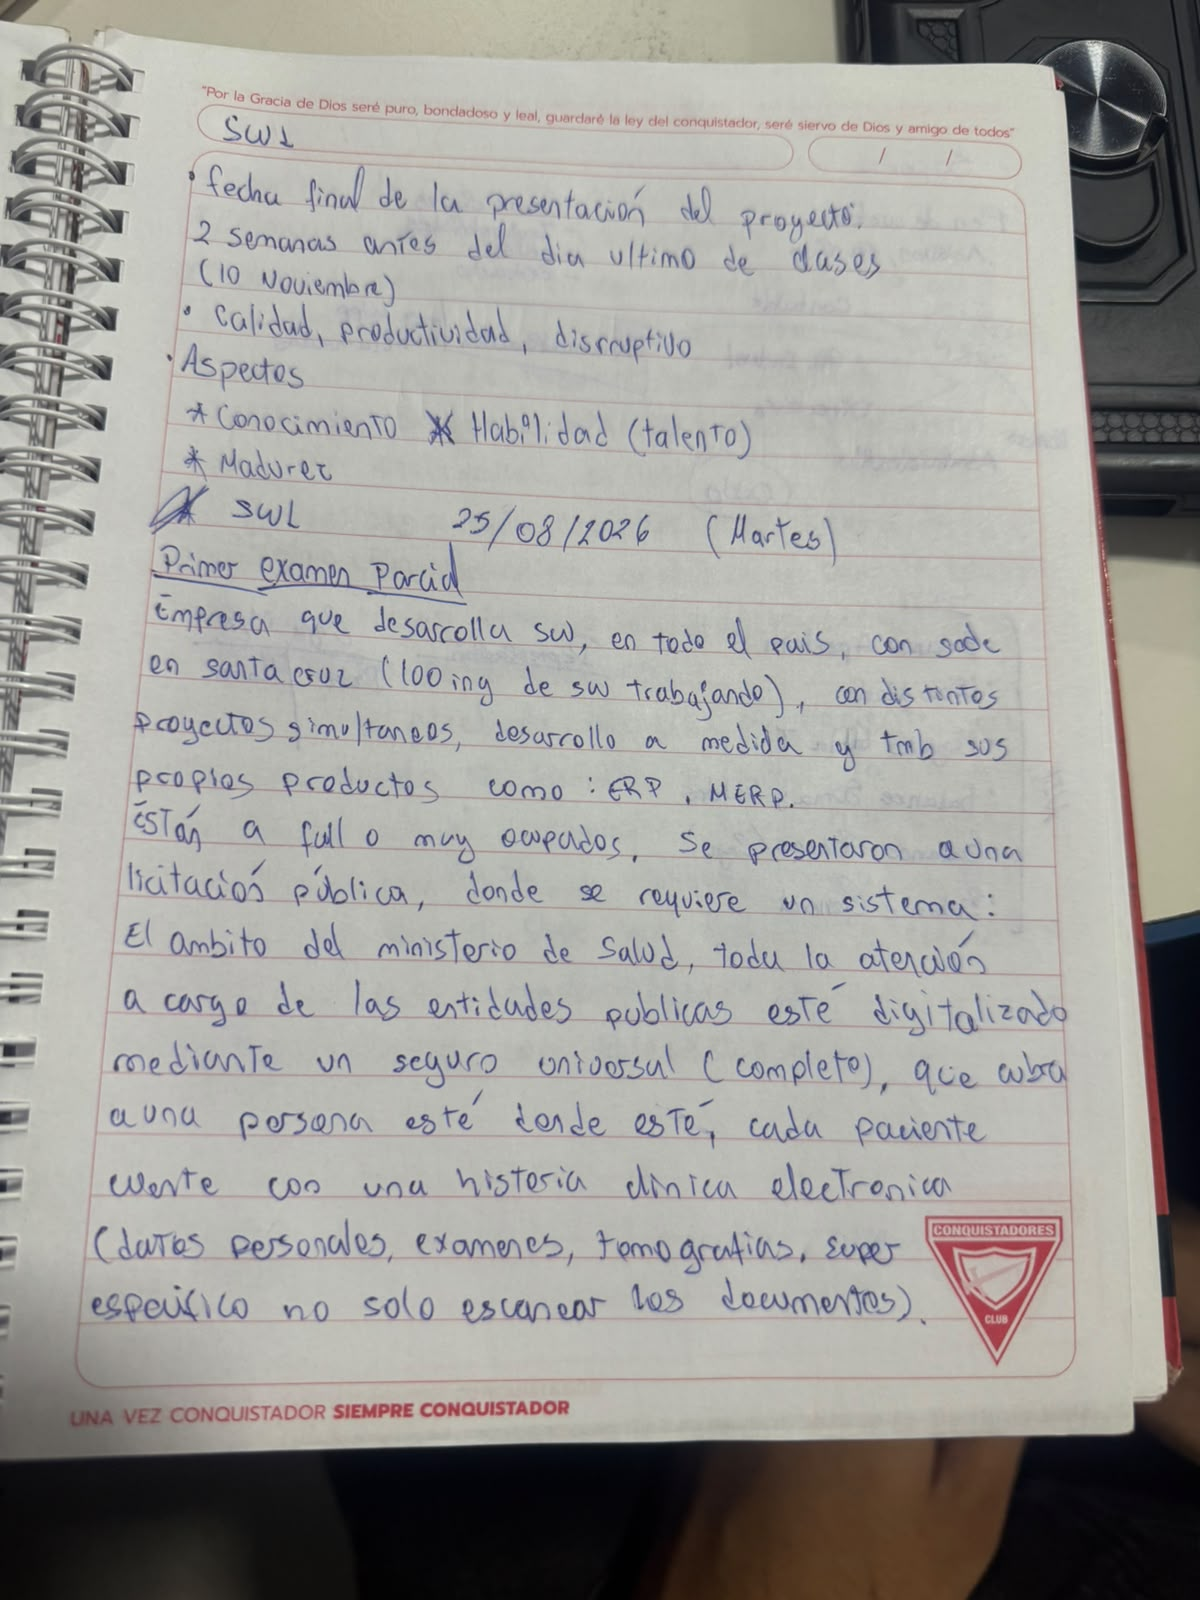 "Por la Gracia de Dios seré puro, bondadoso y leal, guardaré la ley del conquistador, seré siervo de Dios y amigo de todos"
SW1
/ /
• fecha final de la presentación del proyecto:
2 semanas antes del dia ultimo de clases
(10 Noviembre)
• Calidad, productividad, discruptivo
• Aspectos
* Conocimiento * Habilidad (talento)
* Madurez
SW1 25/08/2026 (Martes)
Primer examen Parcial
Empresa que desarrolla sw, en todo el pais, con sede
en santa cruz (100 ing de sw trabajando), con distintos
proyectos simultaneos, desarrollo a medida y tmb sus
propios productos como: ERP, MERP.
Están a full o muy ocupados, se presentaron a una
licitación pública, donde se requiere un sistema:
El ambito del ministerio de Salud, toda la atención
a cargo de las entidades publicas esté digitalizado
mediante un seguro universal (completo), que cubra
a una persona esté donde esté, cada paciente
cuente con una historia clinica electronica
(datos personales, examenes, tomografias, super
especifico no solo escanear los documentos).
CONQUISTADORES
CLUB
UNA VEZ CONQUISTADOR SIEMPRE CONQUISTADOR